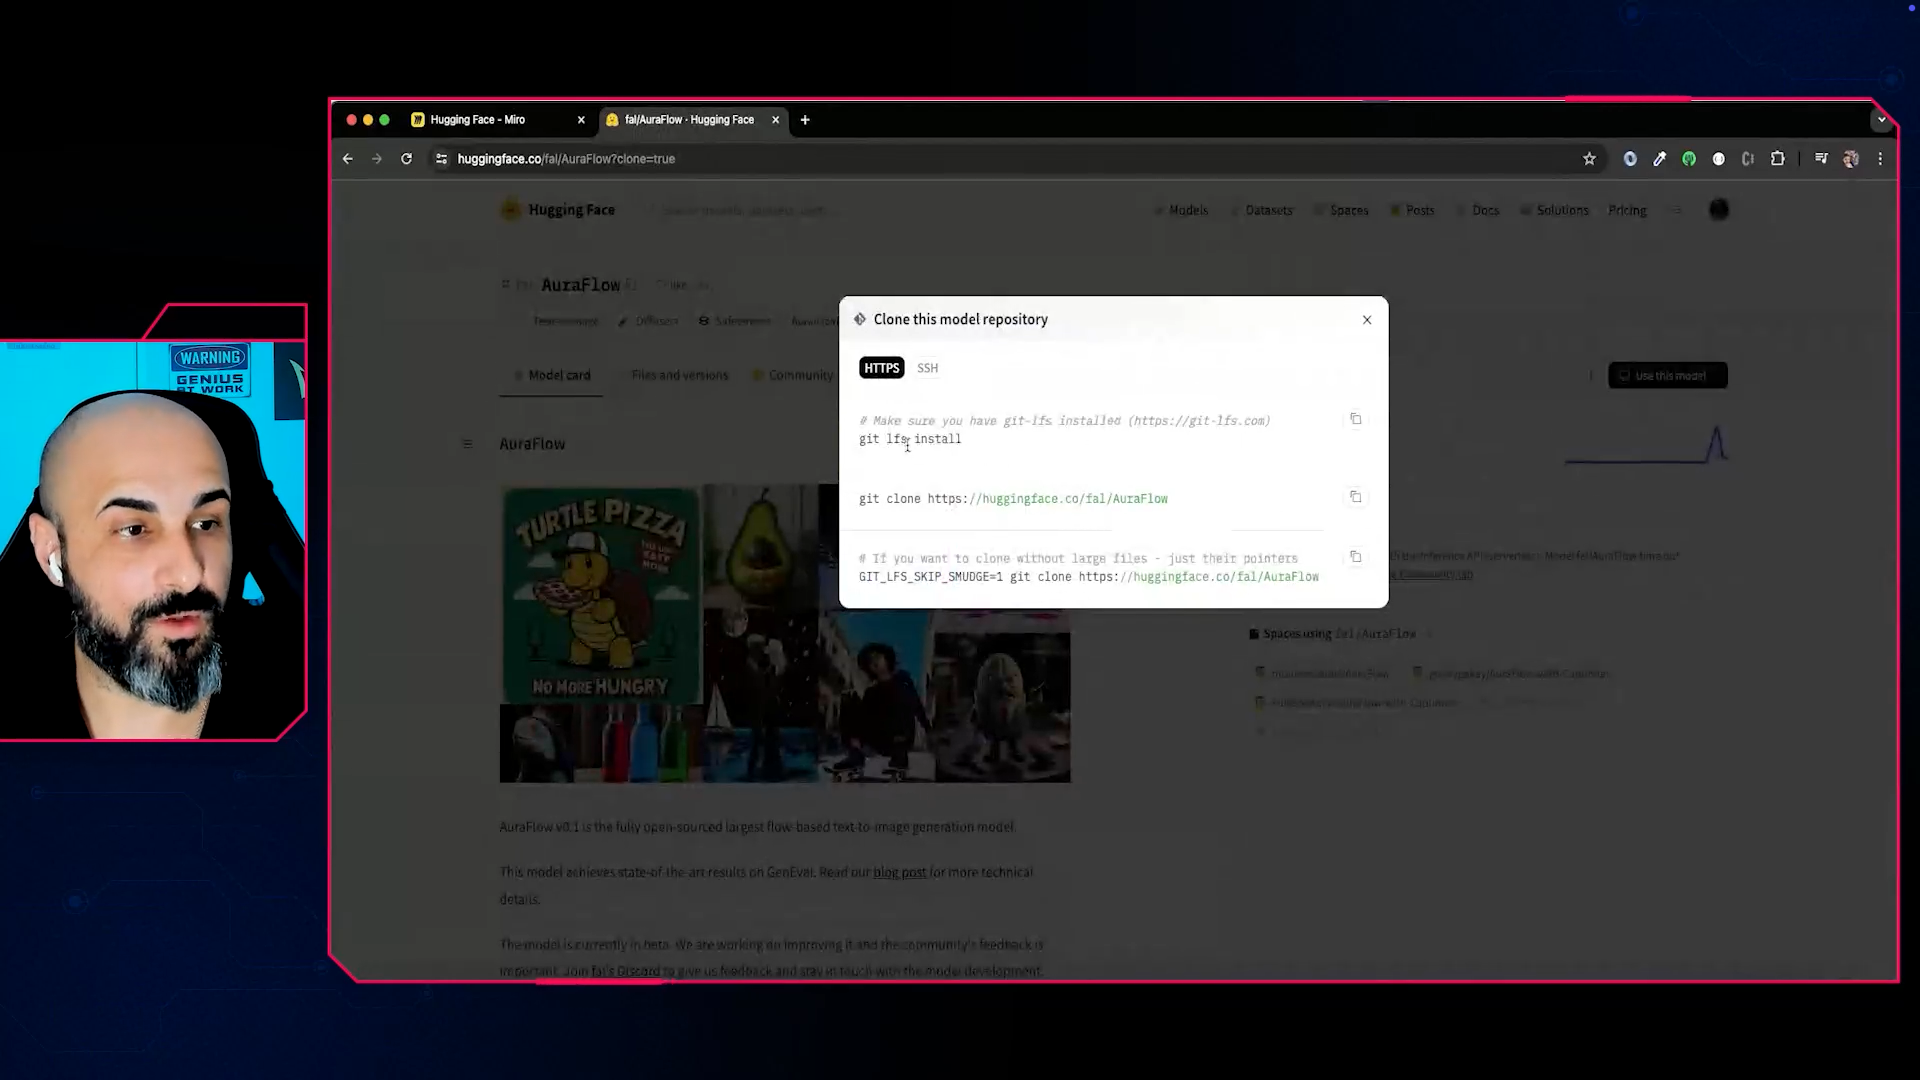 Hugging Face - Miro
fal/AuraFlow · Hugging Face
huggingface.co/fal/AuraFlow?clone=true
Hugging Face
Models
Datasets
Spaces
Posts
Docs
Solutions
Pricing
AuraFlow
Model card
Files and versions
Community
Use this model
AuraFlow
Clone this model repository
HTTPS
SSH
# Make sure you have git-lfs installed (https://git-lfs.com)
git lfs install
git clone https://huggingface.co/fal/AuraFlow
# If you want to clone without large files - just their pointers
GIT_LFS_SKIP_SMUDGE=1 git clone https://huggingface.co/fal/AuraFlow
WARNING
GENIUS
AT WORK
TURTLE PIZZA
NO MORE HUNGRY
Spaces using fal/AuraFlow
AuraFlow v0.1 is the fully open-sourced largest flow-based text-to-image generation model.
This model achieves state-of-the-art results on GenEval. Read our blog post for more technical
details.
The model is currently in beta. We are working on improving it and the community's feedback is
important. Join fal's Discord to give us feedback and stay in touch with the model development.